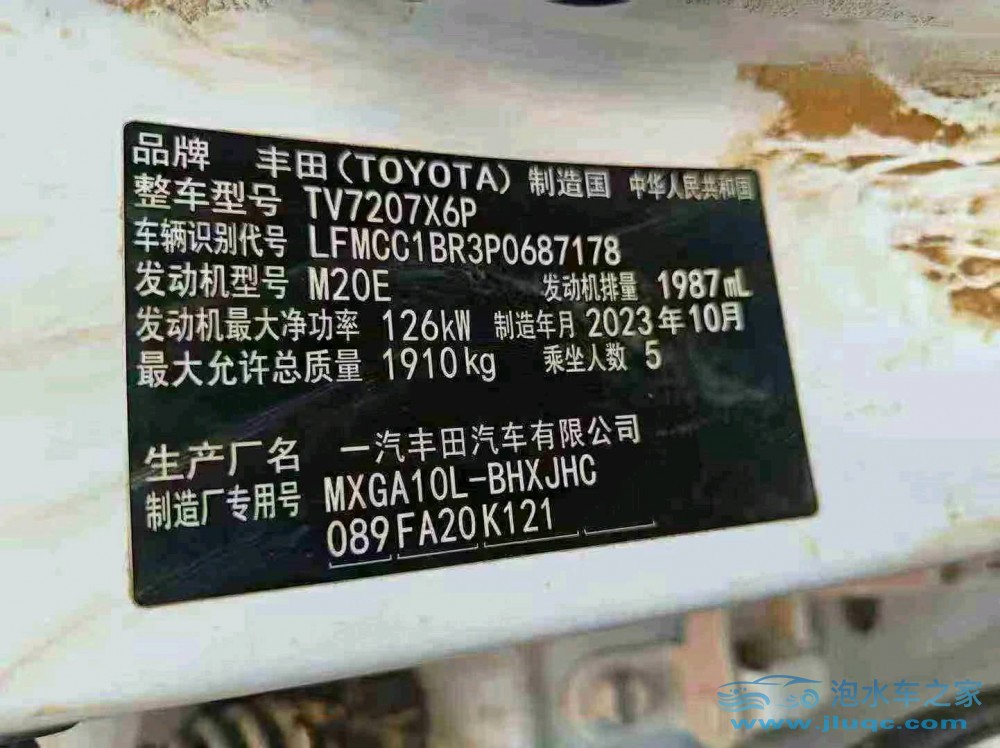 品牌 丰田(TOYOTA) 制造国 中华人民共和国
整车型号 TV7207X6P
车辆识别代号 LFMCC1BR3P0687178
发动机型号 M20E 发动机排量 1987mL
发动机最大净功率 126kW 制造年月 2023年10月
最大允许总质量 1910kg 乘坐人数 5
生产厂名 一汽丰田汽车有限公司
制造厂专用号 MXGA10L-BHXJHC
089 FA20 K121
泡水车之家
www.jluqc.com